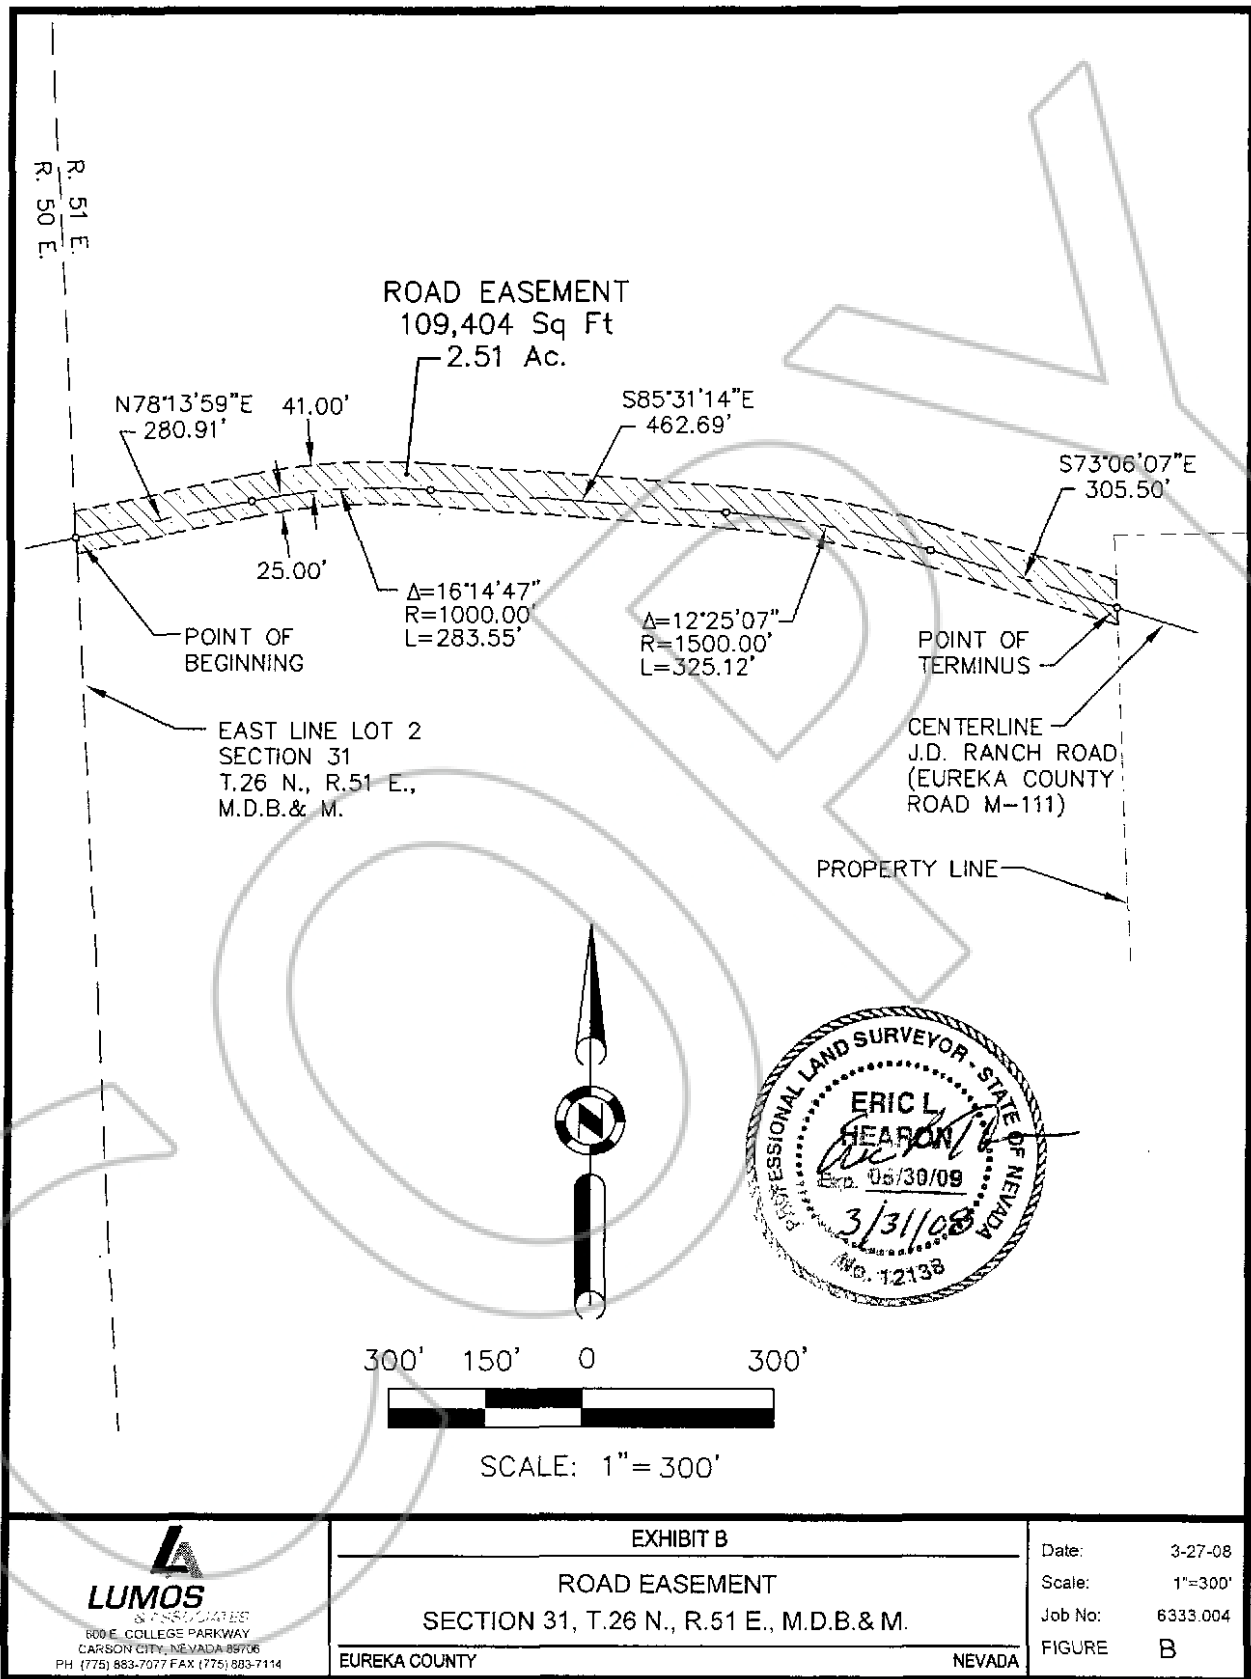 R. 51 E.
R. 50 E.
ROAD EASEMENT
109,404 Sq Ft
2.51 Ac.
N78°13'59"E
280.91'
41.00'
S85°31'14"E
462.69'
S73°06'07"E
305.50'
25.00'
Δ=16°14'47"
R=1000.00'
L=283.55'
Δ=12°25'07"
R=1500.00'
L=325.12'
POINT OF
BEGINNING
POINT OF
TERMINUS
EAST LINE LOT 2
SECTION 31
T.26 N., R.51 E.,
M.D.B.& M.
CENTERLINE
J.D. RANCH ROAD
(EUREKA COUNTY
ROAD M-111)
PROPERTY LINE
COPY
N
PROFESSIONAL LAND SURVEYOR - STATE OF NEVADA
ERIC L.
HEARON
Exp. 06/30/09
3/31/08
No. 12138
300' 150' 0 300'
SCALE: 1"=300'
LA
LUMOS
& ASSOCIATES
800 E. COLLEGE PARKWAY
CARSON CITY, NEVADA 89706
PH (775) 883-7077 FAX (775) 883-7114
EXHIBIT B
ROAD EASEMENT
SECTION 31, T.26 N., R.51 E., M.D.B.& M.
EUREKA COUNTY NEVADA
Date: 3-27-08
Scale: 1"=300'
Job No: 6333.004
FIGURE B